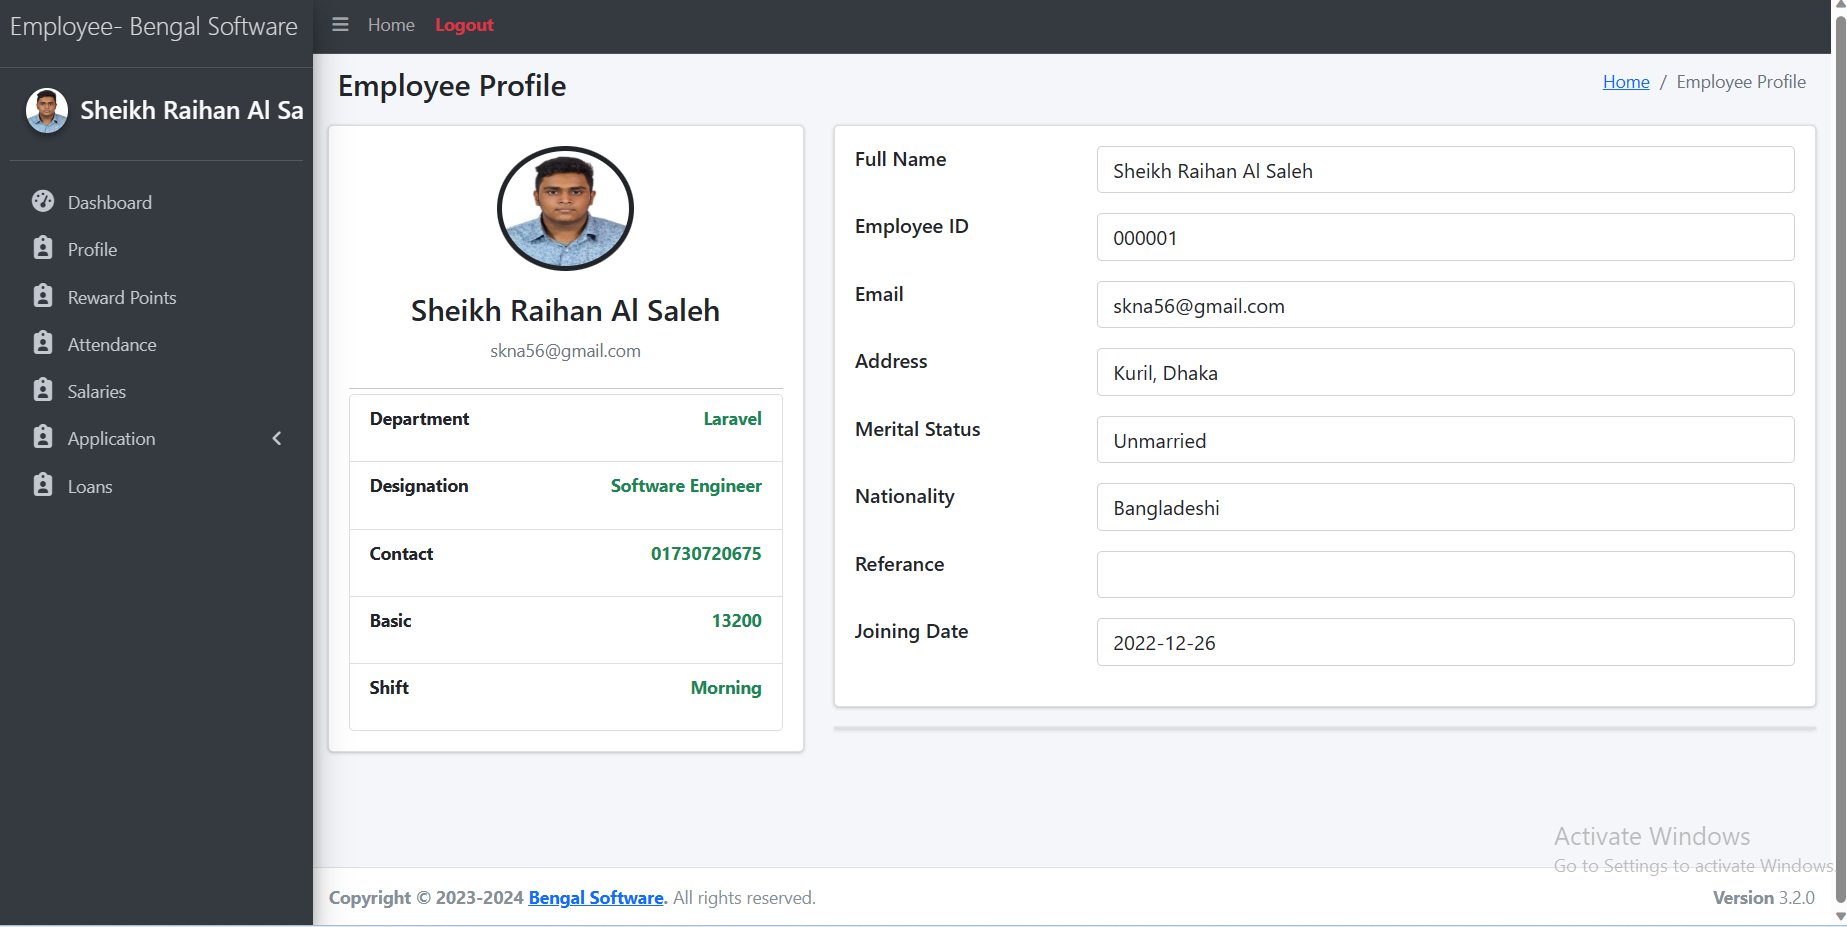 Employee- Bengal Software
Home
Logout
Sheikh Raihan Al Sa
Dashboard
Profile
Reward Points
Attendance
Salaries
Application
Loans
Employee Profile
Home / Employee Profile
Sheikh Raihan Al Saleh
skna56@gmail.com
Department Laravel
Designation Software Engineer
Contact 01730720675
Basic 13200
Shift Morning
Full Name Sheikh Raihan Al Saleh
Employee ID 000001
Email skna56@gmail.com
Address Kuril, Dhaka
Merital Status Unmarried
Nationality Bangladeshi
Referance
Joining Date 2022-12-26
Activate Windows
Go to Settings to activate Windows.
Copyright © 2023-2024 Bengal Software. All rights reserved.
Version 3.2.0